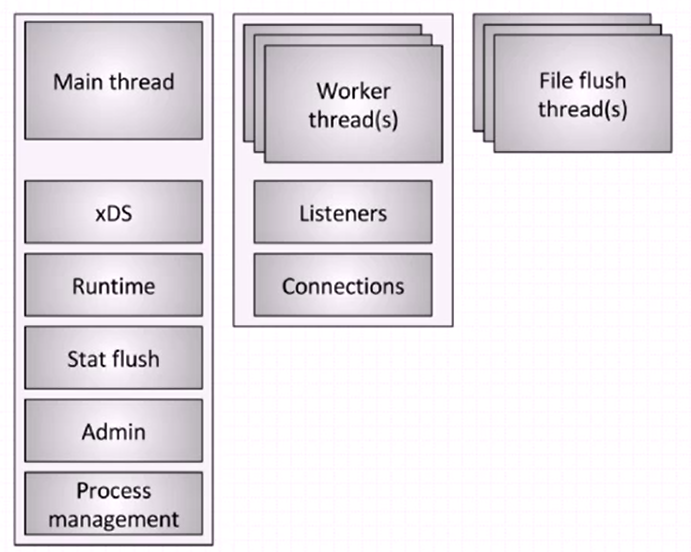 Main thread
xDS
Runtime
Stat flush
Admin
Process
management
Worker
thread(s)
Listeners
Connections
File flush
thread(s)